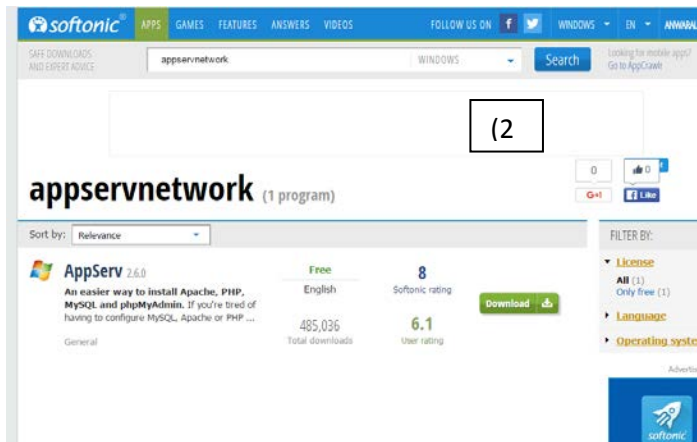 softonic APPS GAMES FEATURES ANSWERS VIDEOS FOLLOW US ON f WINDOWS EN
SAFE DOWNLOADS
AND EXPERT ADVICE
appservnetwork WINDOWS Search
Looking for mobile apps?
Go to AppCrawlr
(2
appservnetwork (1 program)
0 0
G+1 Like
Sort by: Relevance
FILTER BY:
AppServ 2.6.0
An easier way to install Apache, PHP,
MySQL and phpMyAdmin. If you're tired of
having to configure MySQL, Apache or PHP ...
General
Free
English
485,036
Total downloads
8
Softonic rating
6.1
User rating
Download
License
All (1)
Only free (1)
Language
Operating syste
Adverti
softonic